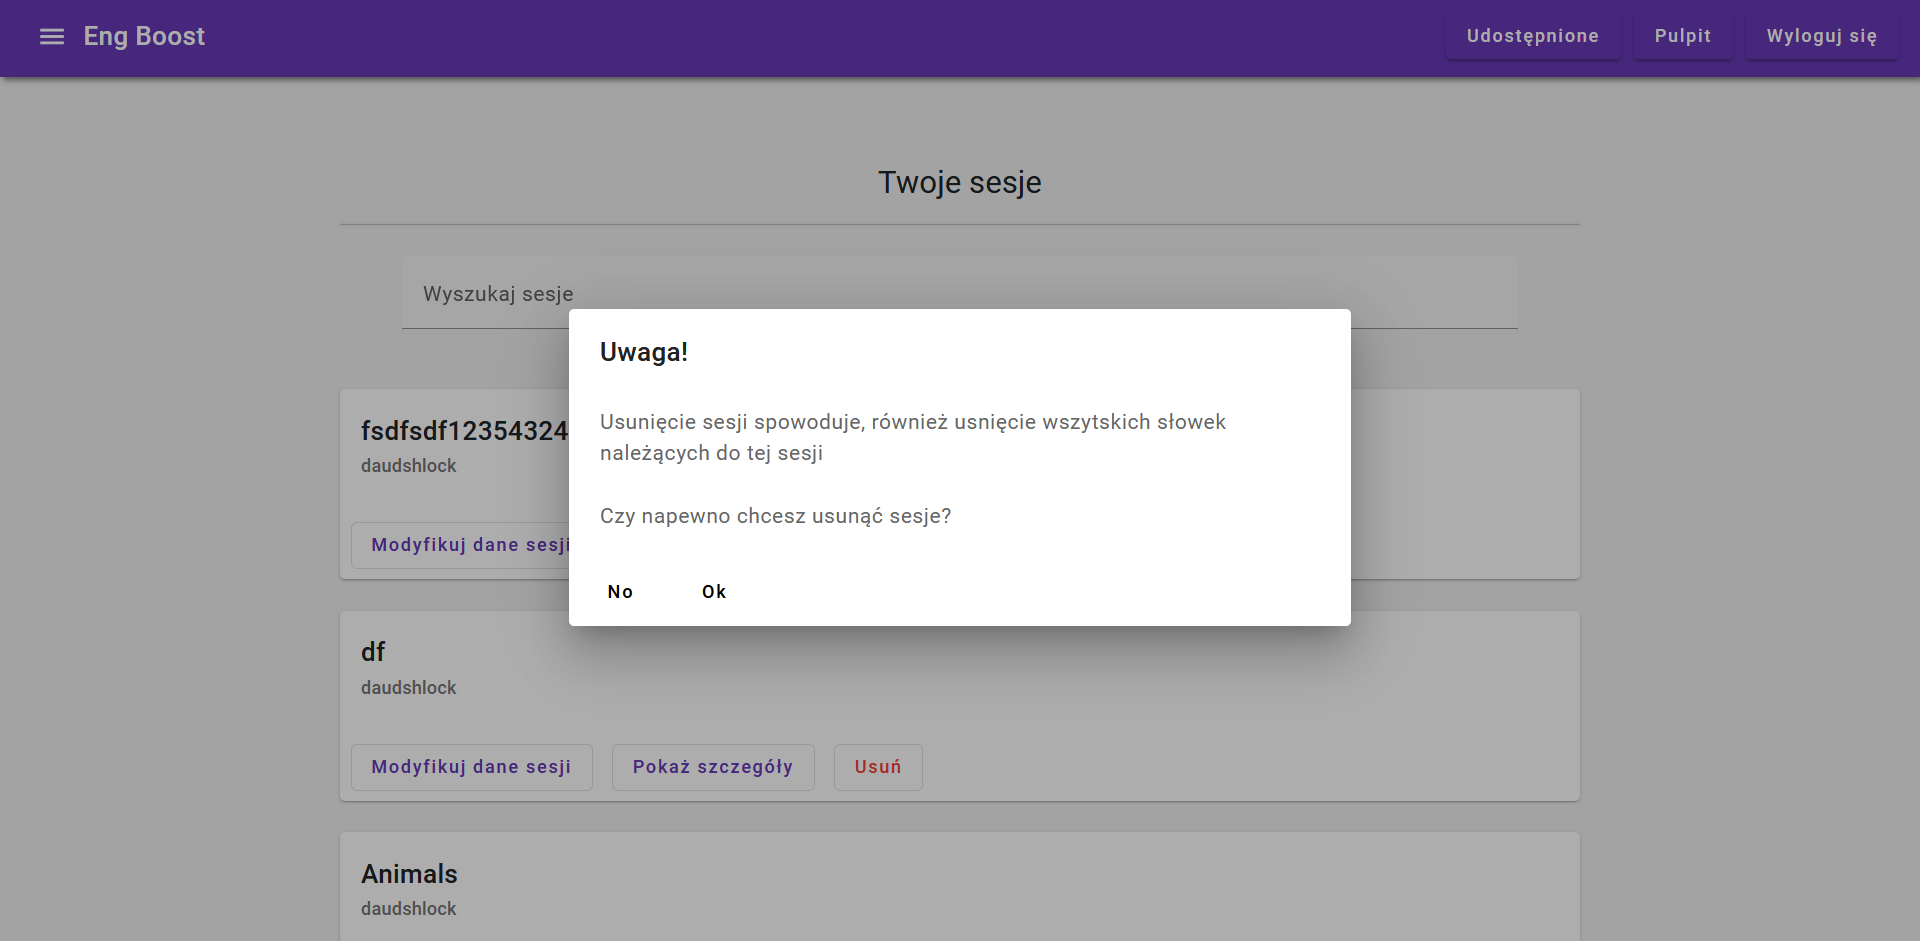 Eng Boost
Udostępnione
Pulpit
Wyloguj się
Twoje sesje
Wyszukaj sesje
Uwaga!
Usunięcie sesji spowoduje, również usnięcie wszytskich słowek
należących do tej sesji
Czy napewno chcesz usunąć sesje?
No
Ok
fsdfsdf12354324
daudshlock
Modyfikuj dane sesji
df
daudshlock
Modyfikuj dane sesji
Pokaż szczegóły
Usuń
Animals
daudshlock